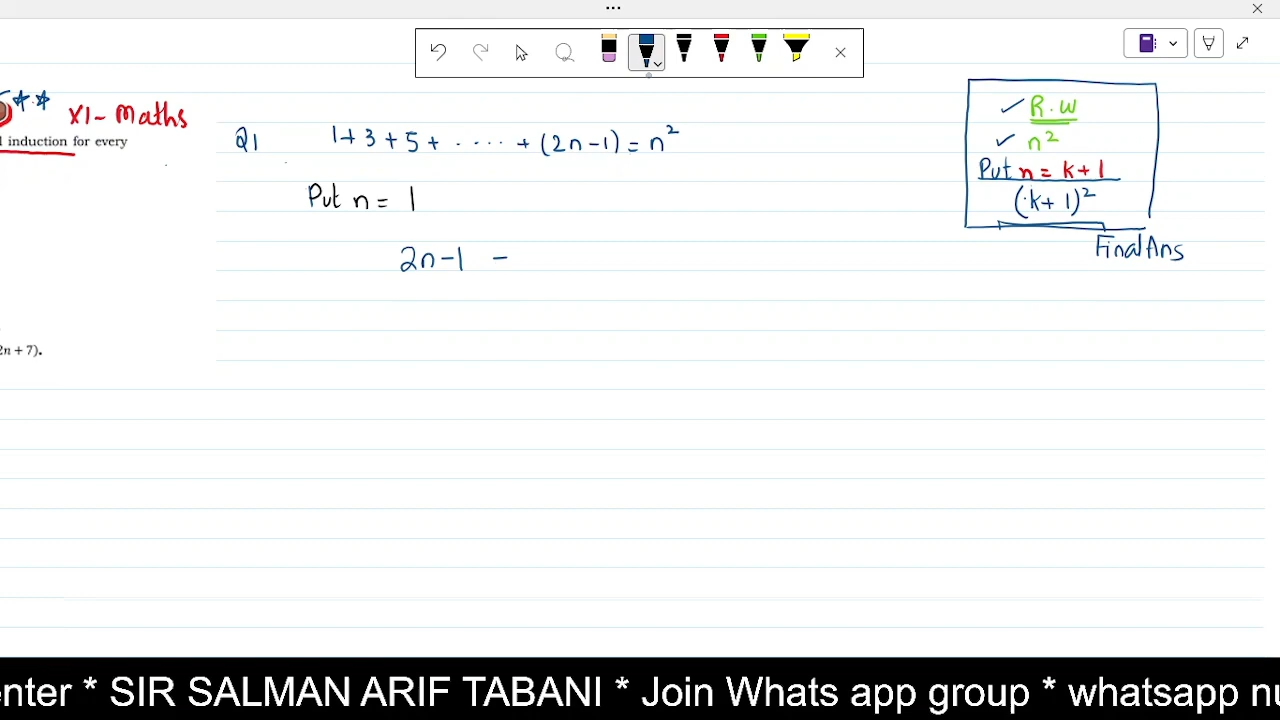 XI - Maths
l induction for every
Q1 1 + 3 + 5 + ..... + (2n - 1) = n²
Put n = 1
2n - 1 =
2n + 7).
✓ R.W
✓ n²
Put n = k + 1
(k + 1)²
Final Ans
enter * SIR SALMAN ARIF TABANI * Join Whats app group * whatsapp nu